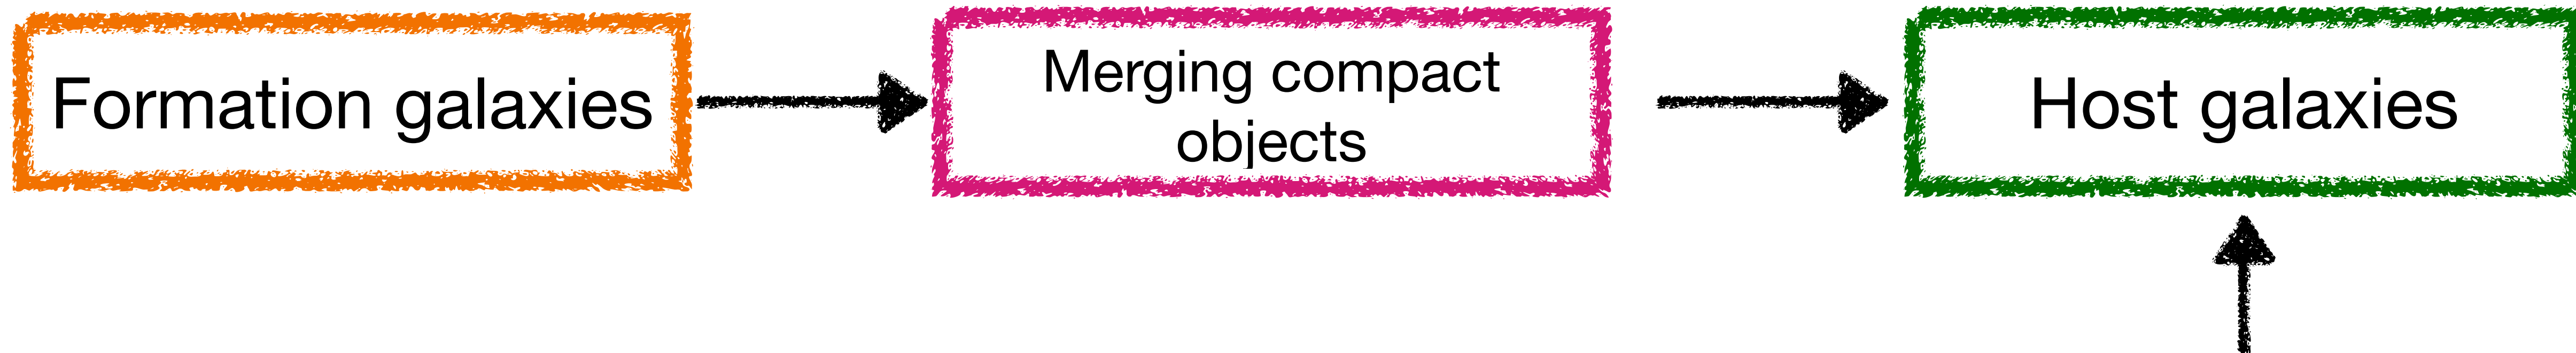 Formation galaxies
Merging compact
objects
Host galaxies